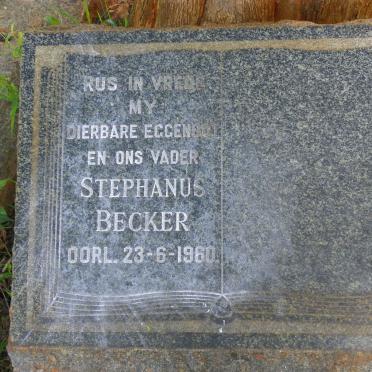 RUS IN VREDE
MY
DIERBARE EGGENOOT
EN ONS VADER
STEPHANUS
BECKER
OORL. 23-6-1960